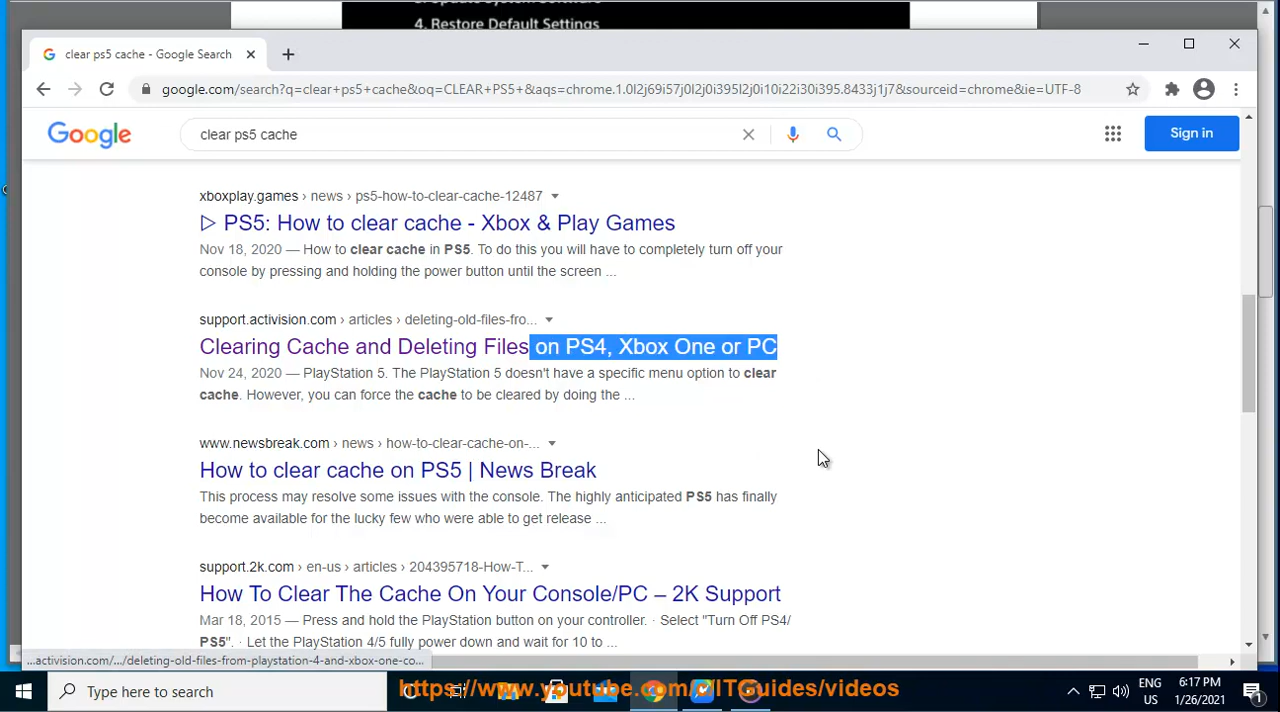 4. Restore Default Settings
clear ps5 cache - Google Search
google.com/search?q=clear+ps5+cache&oq=CLEAR+PS5+&aqs=chrome.1.0l2j69i57j0l2j0i395l2j0i10i22i30i395.8433j1j7&sourceid=chrome&ie=UTF-8
Google
clear ps5 cache
Sign in
xboxplay.games › news › ps5-how-to-clear-cache-12487
▷ PS5: How to clear cache - Xbox & Play Games
Nov 18, 2020 — How to clear cache in PS5. To do this you will have to completely turn off your
console by pressing and holding the power button until the screen ...
support.activision.com › articles › deleting-old-files-fro...
Clearing Cache and Deleting Files on PS4, Xbox One or PC
Nov 24, 2020 — PlayStation 5. The PlayStation 5 doesn't have a specific menu option to clear
cache. However, you can force the cache to be cleared by doing the ...
www.newsbreak.com › news › how-to-clear-cache-on-...
How to clear cache on PS5 | News Break
This process may resolve some issues with the console. The highly anticipated PS5 has finally
become available for the lucky few who were able to get release ...
support.2k.com › en-us › articles › 204395718-How-T...
How To Clear The Cache On Your Console/PC – 2K Support
Mar 18, 2015 — Press and hold the PlayStation button on your controller. · Select "Turn Off PS4/
PS5". · Let the PlayStation 4/5 fully power down and wait for 10 to ...
...activision.com/.../deleting-old-files-from-playstation-4-and-xbox-one-co...
Type here to search
ENG
US
6:17 PM
1/26/2021
1